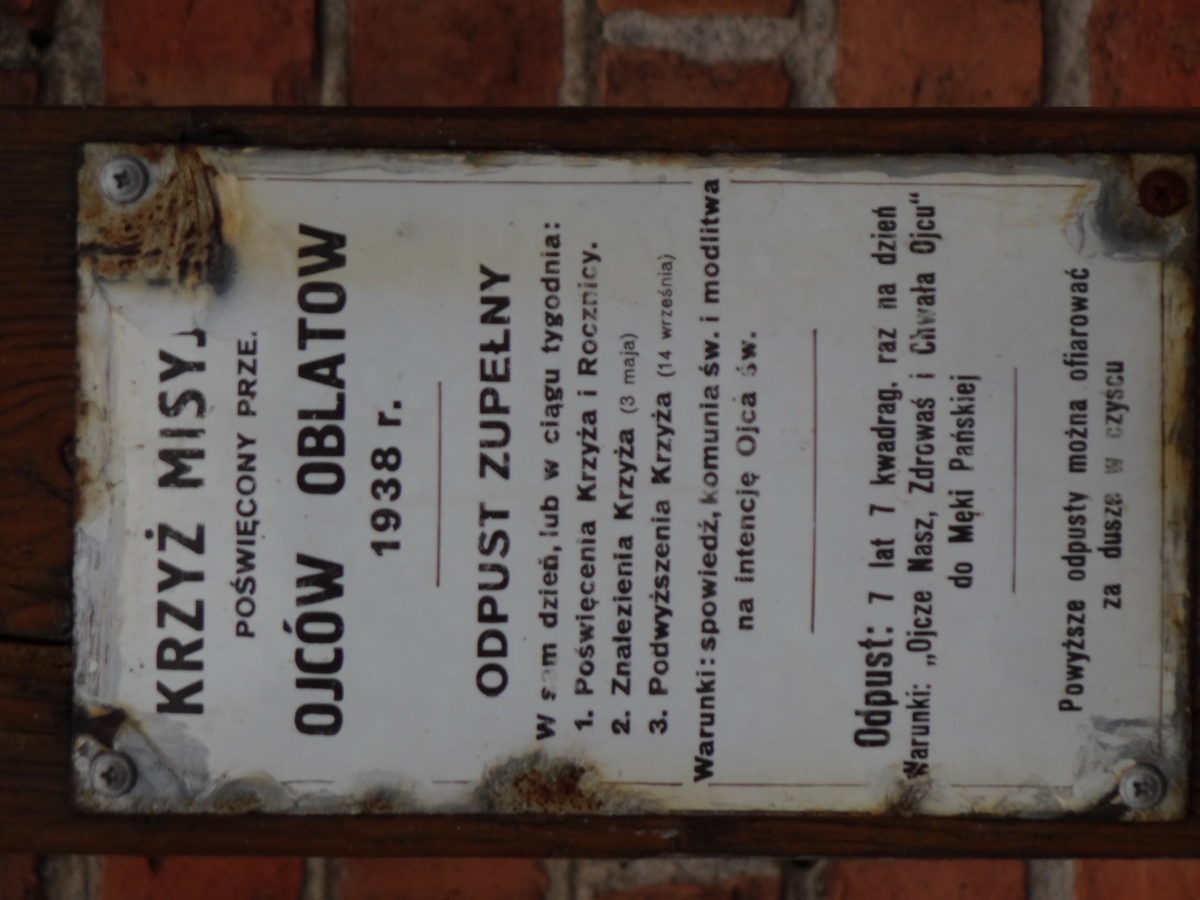 KRZYŻ MISYJ
POŚWIĘCONY PRZE.
OJCÓW OBLATOW
1938 r.
ODPUST ZUPEŁNY
W sam dzień, lub w ciągu tygodnia:
1. Poświęcenia Krzyża i Rocznicy.
2. Znalezienia Krzyża (3 maja)
3. Podwyższenia Krzyża (14 września)
Warunki: spowiedź, komunia św. i modlitwa
na intencję Ojca św.
Odpust: 7 lat 7 kwadrag. raz na dzień
Warunki: „Ojcze Nasz, Zdrowaś i Chwała Ojcu“
do Męki Pańskiej
Powyższe odpusty można ofiarować
za dusze w czyścu